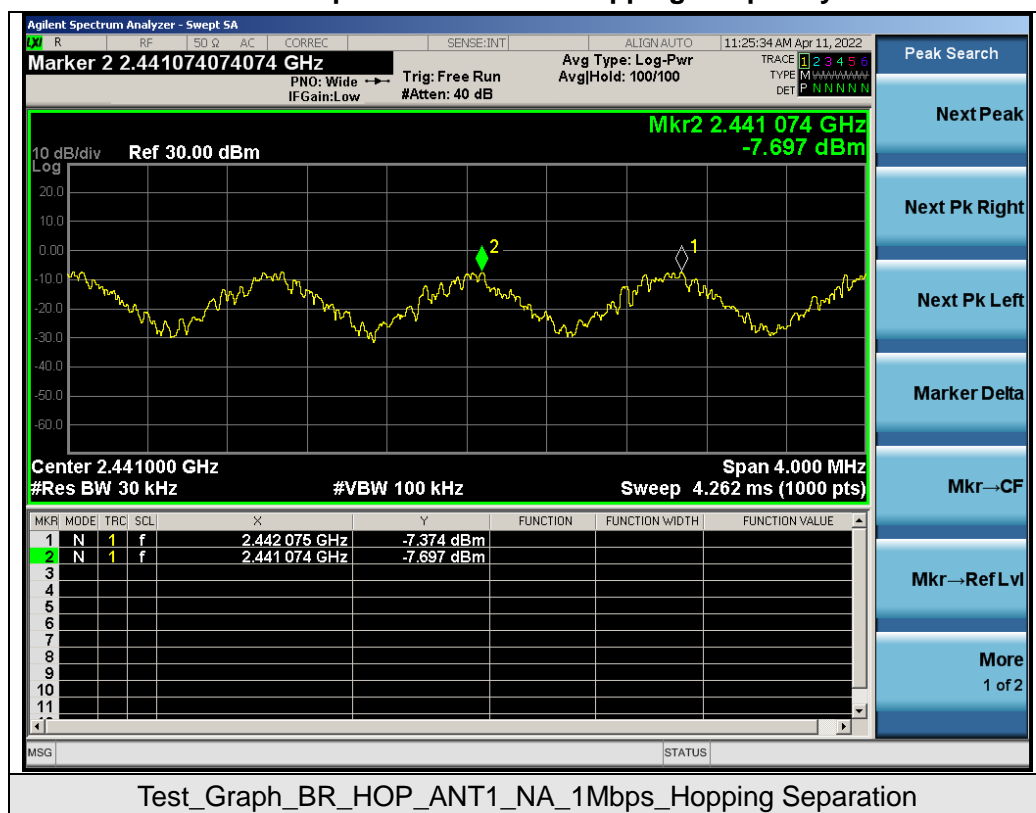 Agilent Spectrum Analyzer - Swept SA
LXI R RF 50 Ω AC CORREC SENSE:INT ALIGN AUTO 11:25:34 AM Apr 11, 2022
Marker 2 2.441074074074 GHz
PNO: Wide
IFGain:Low
Trig: Free Run
#Atten: 40 dB
Avg Type: Log-Pwr
Avg|Hold: 100/100
TRACE 1 2 3 4 5 6
TYPE M WWWWW
DET P N N N N N
Peak Search
Next Peak
Next Pk Right
Next Pk Left
Marker Delta
Mkr→CF
Mkr→Ref Lvl
More
1 of 2
Mkr2 2.441 074 GHz
-7.697 dBm
10 dB/div Ref 30.00 dBm
Log
20.0
10.0
0.00
-10.0
-20.0
-30.0
-40.0
-50.0
-60.0
2
1
Center 2.441000 GHz Span 4.000 MHz
#Res BW 30 kHz #VBW 100 kHz Sweep 4.262 ms (1000 pts)
MKR MODE TRC SCL X Y FUNCTION FUNCTION WIDTH FUNCTION VALUE
1 N 1 f 2.442 075 GHz -7.374 dBm
2 N 1 f 2.441 074 GHz -7.697 dBm
3
4
5
6
7
8
9
10
11
MSG STATUS
Test_Graph_BR_HOP_ANT1_NA_1Mbps_Hopping Separation